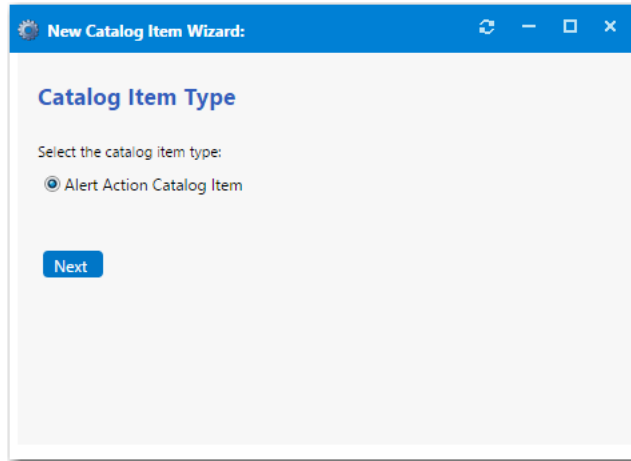 New Catalog Item Wizard:
Catalog Item Type
Select the catalog item type:
Alert Action Catalog Item
Next